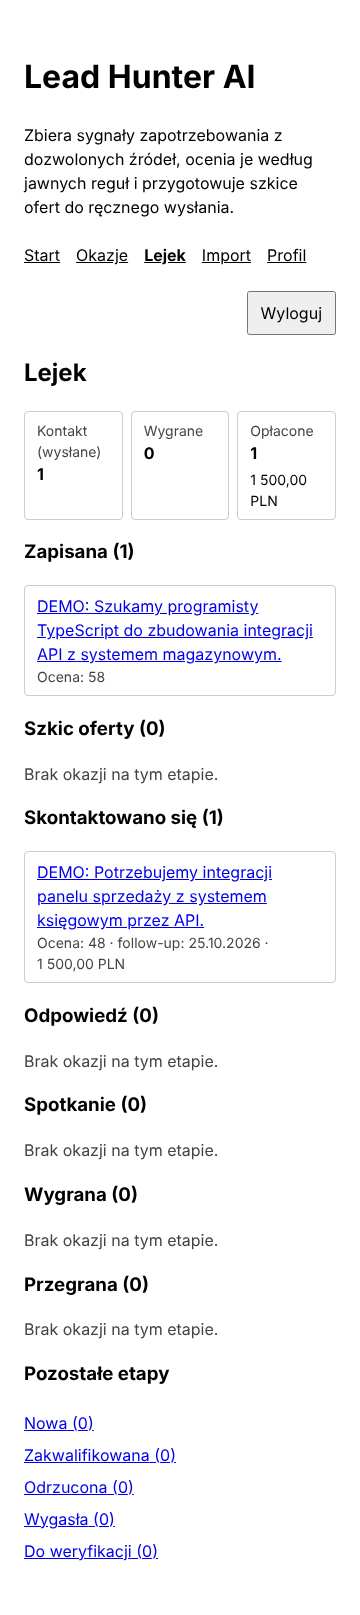 Lead Hunter AI
Zbiera sygnały zapotrzebowania z
dozwolonych źródeł, ocenia je według
jawnych reguł i przygotowuje szkice
ofert do ręcznego wysłania.
Start Okazje Lejek Import Profil
Wyloguj
Lejek
Kontakt
(wysłane)
1
Wygrane
0
Opłacone
1
1 500,00
PLN
Zapisana (1)
DEMO: Szukamy programisty
TypeScript do zbudowania integracji
API z systemem magazynowym.
Ocena: 58
Szkic oferty (0)
Brak okazji na tym etapie.
Skontaktowano się (1)
DEMO: Potrzebujemy integracji
panelu sprzedaży z systemem
księgowym przez API.
Ocena: 48 · follow-up: 25.10.2026 ·
1 500,00 PLN
Odpowiedź (0)
Brak okazji na tym etapie.
Spotkanie (0)
Brak okazji na tym etapie.
Wygrana (0)
Brak okazji na tym etapie.
Przegrana (0)
Brak okazji na tym etapie.
Pozostałe etapy
Nowa (0)
Zakwalifikowana (0)
Odrzucona (0)
Wygasła (0)
Do weryfikacji (0)